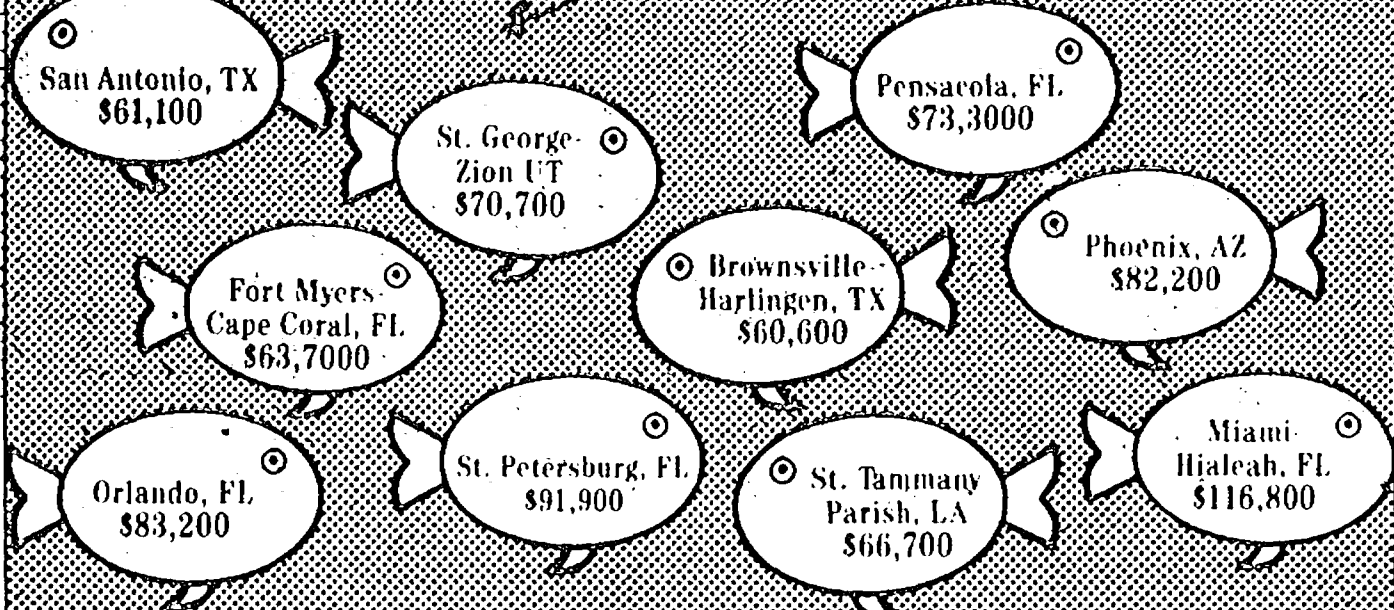 San Antonio, TX
$61,100
St. George-
Zion UT
$70,700
Pensacola, FL
$73,3000
Phoenix, AZ
$82,200
Fort Myers-
Cape Coral, FL
$63,7000
Brownsville-
Harlingen, TX
$60,600
Orlando, FL
$83,200
St. Petersburg, FL
$91,900
St. Tammany
Parish, LA
$66,700
Miami-
Hialeah, FL
$116,800